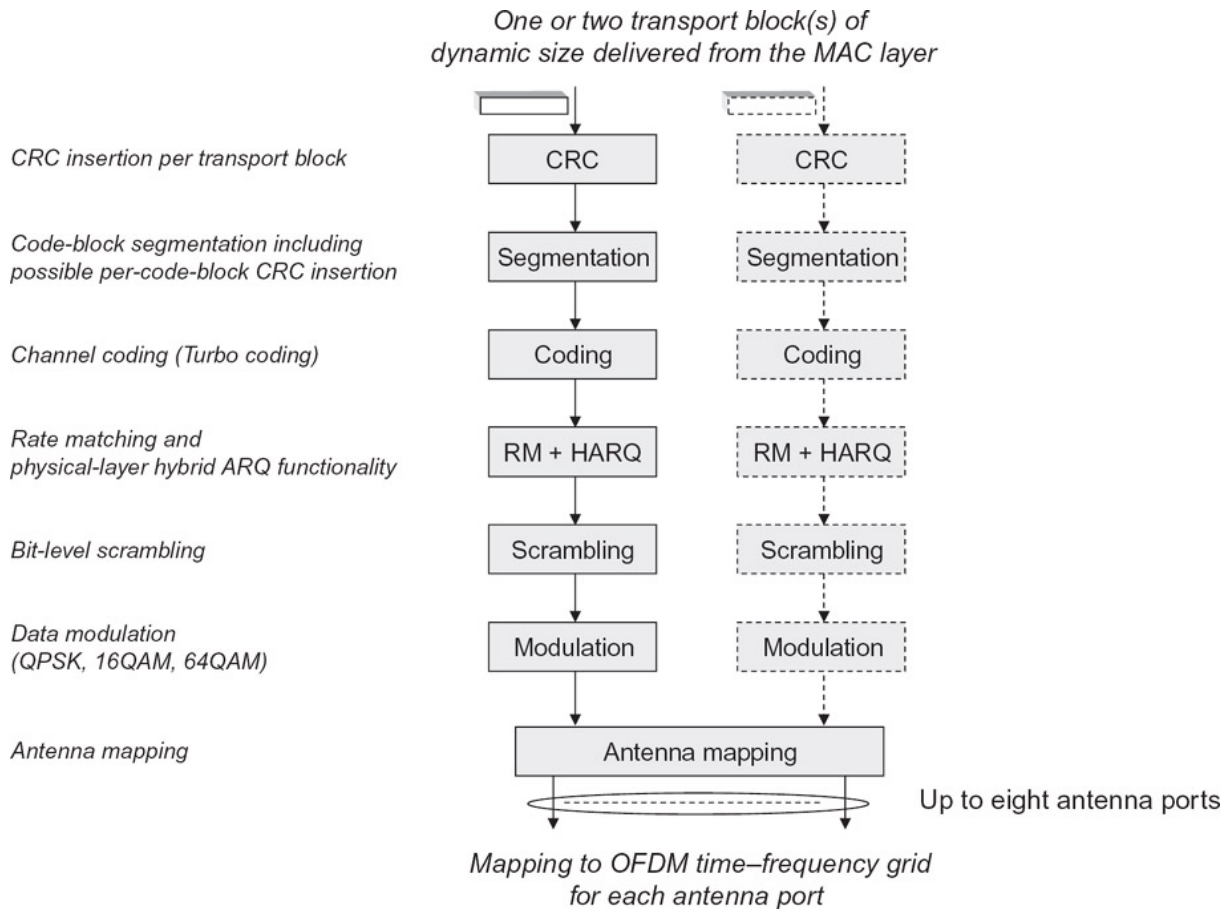 One or two transport block(s) of
dynamic size delivered from the MAC layer
CRC insertion per transport block
CRC
CRC
Code-block segmentation including
possible per-code-block CRC insertion
Segmentation
Segmentation
Channel coding (Turbo coding)
Coding
Coding
Rate matching and
physical-layer hybrid ARQ functionality
RM + HARQ
RM + HARQ
Bit-level scrambling
Scrambling
Scrambling
Data modulation
(QPSK, 16QAM, 64QAM)
Modulation
Modulation
Antenna mapping
Antenna mapping
Up to eight antenna ports
Mapping to OFDM time–frequency grid
for each antenna port